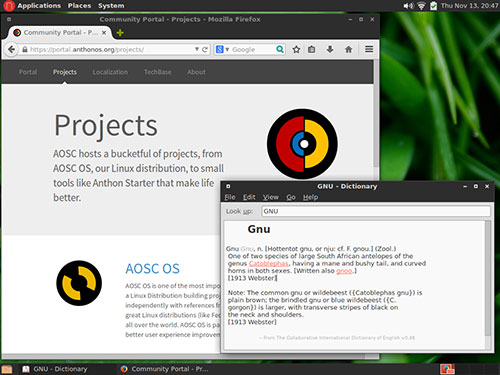 Applications Places System
Thu Nov 13, 20:47
Community Portal - Projects - Mozilla Firefox
Community Portal - P...
https://portal.anthonos.org/projects/
Google
Portal Projects Localization TechBase About
Projects
AOSC hosts a bucketful of projects, from
AOSC OS, our Linux distribution, to small
tools like Anthon Starter that make life
better.
AOSC OS
AOSC OS is one of the most impo
a Linux Distribution building proj
independently with references fr
great Linux distributions (like Fed
all over the world. AOSC OS is pa
better user experience improvem
GNU - Dictionary
File Edit View Go Help
Look up: GNU
Gnu
Gnu Gnu, n. [Hottentot gnu, or nju: cf. F. gnou.] (Zool.)
One of two species of large South African antelopes of the
genus Catoblephas, having a mane and bushy tail, and curved
horns in both sexes. [Written also gnoo.]
[1913 Webster]
Note: The common gnu or wildebeest ({Catoblephas gnu}) is
plain brown; the brindled gnu or blue wildebeest ({C.
gorgon}) is larger, with transverse stripes of black on
the neck and shoulders.
[1913 Webster]
-- From The Collaborative International Dictionary of English v.0.48
GNU - Dictionary
Community Portal - Pr...